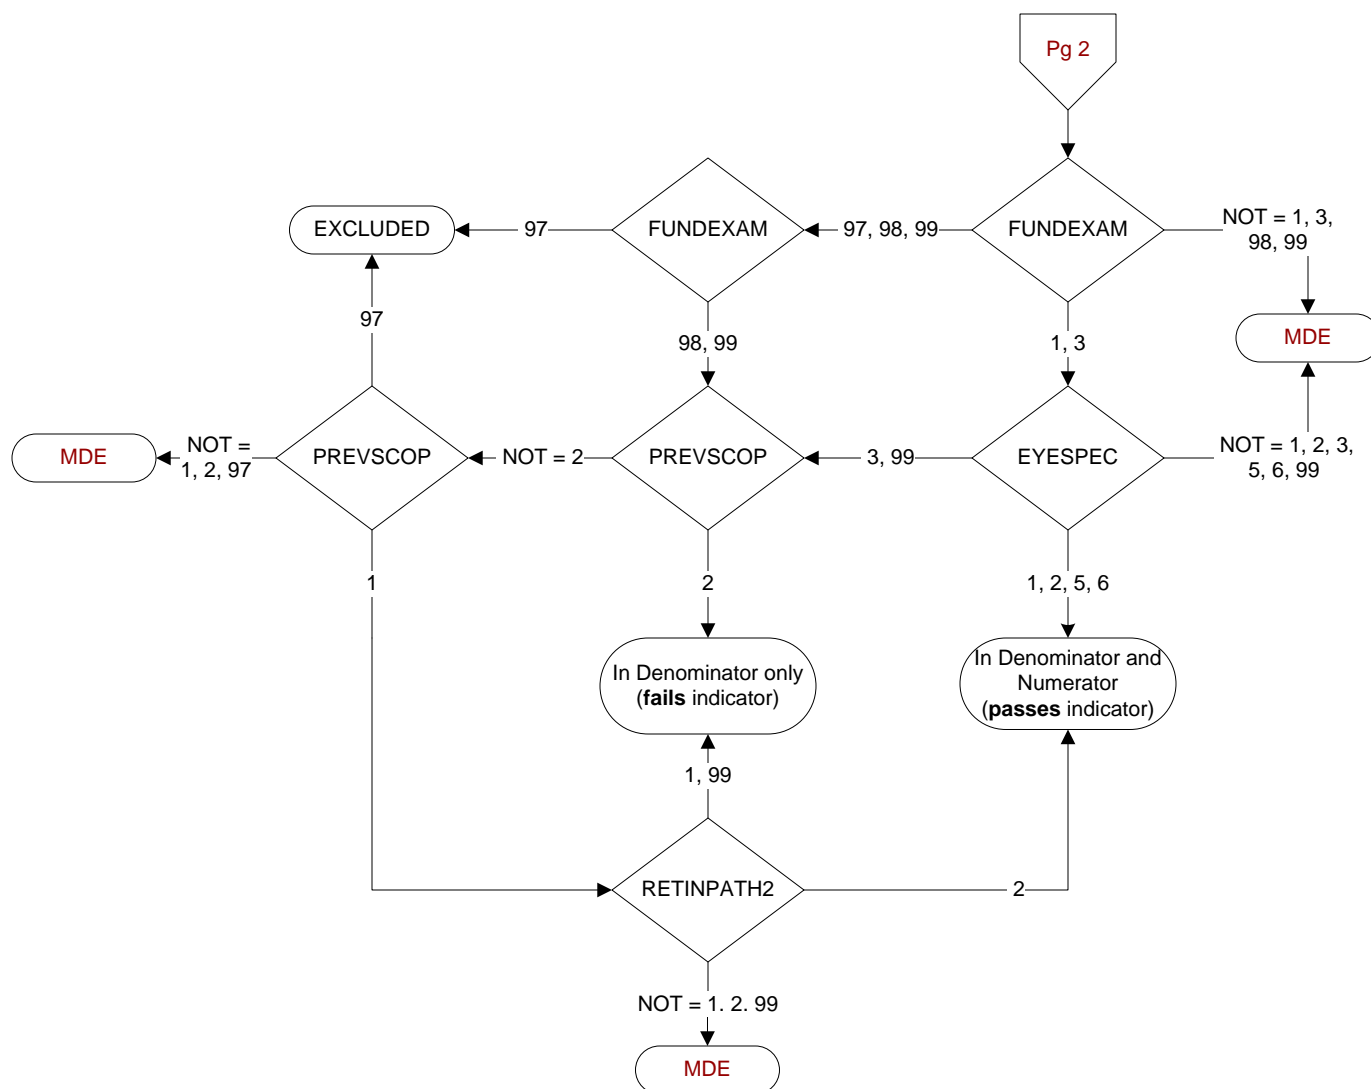 Pg 2
EXCLUDED
97
FUNDEXAM
97, 98, 99
FUNDEXAM
NOT = 1, 3,
98, 99
97
98, 99
1, 3
MDE
MDE
NOT =
1, 2, 97
PREVSCOP
NOT = 2
PREVSCOP
3, 99
EYESPEC
NOT = 1, 2, 3,
5, 6, 99
1
2
1, 2, 5, 6
In Denominator only
(fails indicator)
In Denominator and
Numerator
(passes indicator)
1, 99
RETINPATH2
2
NOT = 1. 2. 99
MDE